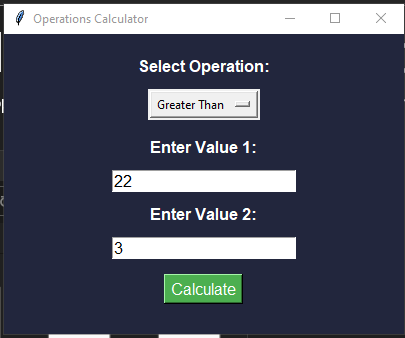 Operations Calculator
Select Operation:
Greater Than
Enter Value 1:
22
Enter Value 2:
3
Calculate